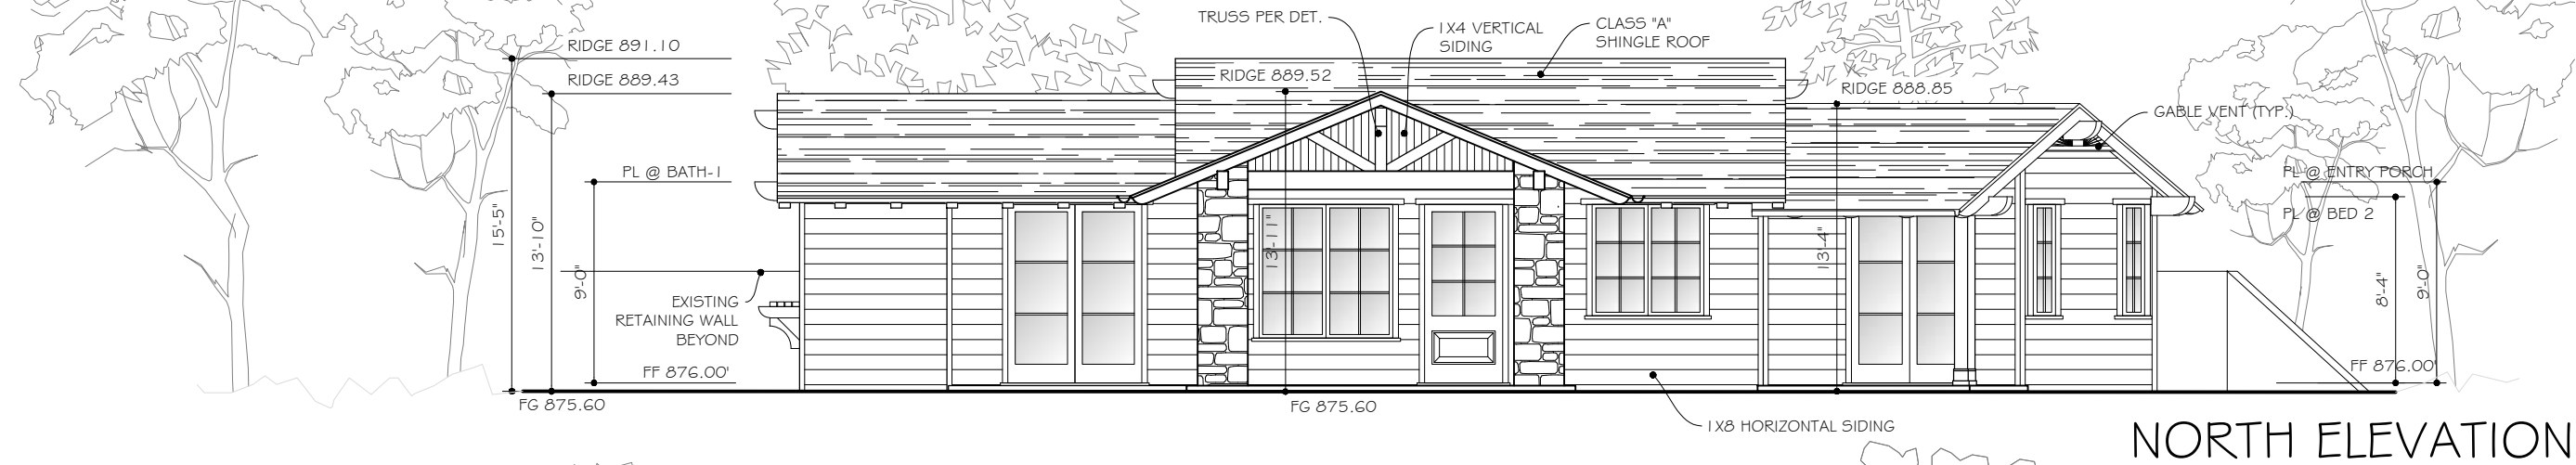 TRUSS PER DET.
1X4 VERTICAL
SIDING
CLASS "A"
SHINGLE ROOF
RIDGE 891.10
RIDGE 889.43
RIDGE 889.52
RIDGE 888.85
GABLE VENT (TYP.)
PL @ BATH-1
PL @ ENTRY PORCH
PL @ BED 2
15'-5"
13'-10"
9'-0"
13'-11"
13'-4"
8'-4"
9'-0"
EXISTING
RETAINING WALL
BEYOND
FF 876.00'
FF 876.00'
FG 875.60
FG 875.60
1X8 HORIZONTAL SIDING
NORTH ELEVATION